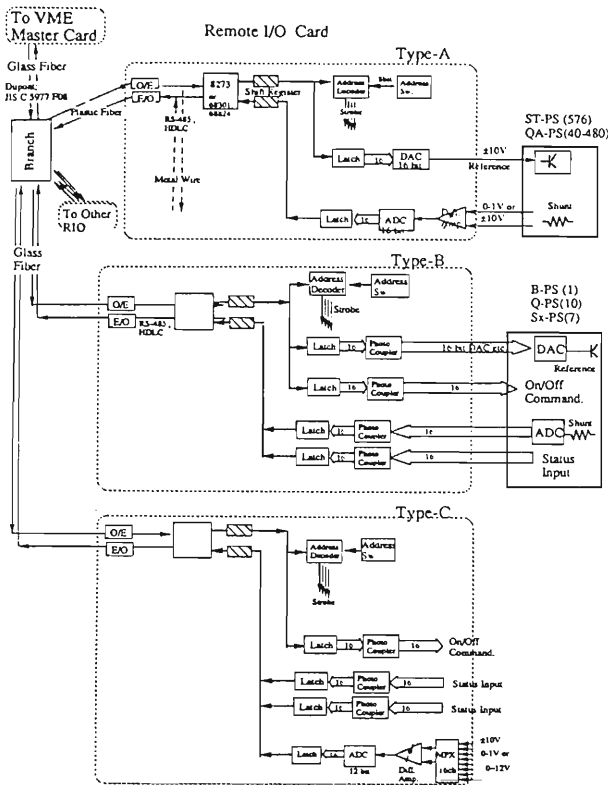 To VME
Master Card
Remote I/O Card
Glass Fiber
Dupont,
JIS C 5977 F08
Plastic Fiber
Branch
To Other
RIO
Glass
Fiber
Type-A
O/E
E/O
8273
or
68301,
68824
Shift Register
RS-485,
HDLC
Metal Wire
Address
Decoder
8bit
Address
Sw.
Strobe
Latch
16
DAC
16 bit
±10V
Reference
ST-PS (576)
QA-PS(40-480)
Latch
16
ADC
16 bit
Diff.
Amp.
0-1V or
±10V
Shunt
Type-B
O/E
E/O
RS-485,
HDLC
Address
Decoder
Address
Sw
Strobe
B-PS (1)
Q-PS(10)
Sx-PS(7)
Latch
16
Photo
Coupler
16 bit DAC etc
DAC
Reference
Latch
16
Photo
Coupler
16
On/Off
Command.
Latch
16
Photo
Coupler
16
ADC
Shunt
Latch
16
Photo
Coupler
16
Status
Input
Type-C
O/E
E/O
Address
Decoder
Address
Sw
Strobe
Latch
16
Photo
Coupler
16
On/Off
Command.
Latch
16
Photo
Coupler
16
Status Input
Latch
16
Photo
Coupler
16
Status Input
Latch
16
ADC
12 bit
Diff.
Amp.
MPX
16ch
±10V
0-1V or
0-12V